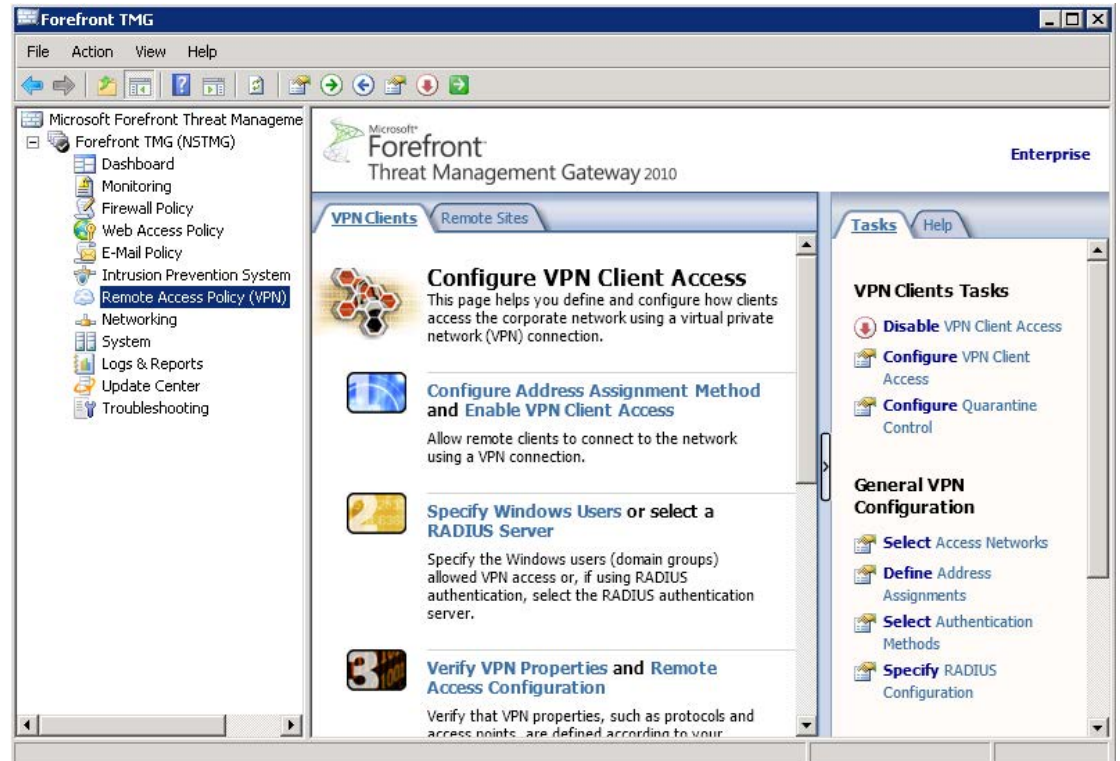 Forefront TMG
File Action View Help
Microsoft Forefront Threat Manageme
Forefront TMG (NSTMG)
Dashboard
Monitoring
Firewall Policy
Web Access Policy
E-Mail Policy
Intrusion Prevention System
Remote Access Policy (VPN)
Networking
System
Logs & Reports
Update Center
Troubleshooting
Microsoft
Forefront
Threat Management Gateway 2010
Enterprise
VPN Clients Remote Sites
Configure VPN Client Access
This page helps you define and configure how clients
access the corporate network using a virtual private
network (VPN) connection.
Configure Address Assignment Method
and Enable VPN Client Access
Allow remote clients to connect to the network
using a VPN connection.
Specify Windows Users or select a
RADIUS Server
Specify the Windows users (domain groups)
allowed VPN access or, if using RADIUS
authentication, select the RADIUS authentication
server.
Verify VPN Properties and Remote
Access Configuration
Verify that VPN properties, such as protocols and
access points, are defined according to your
Tasks Help
VPN Clients Tasks
Disable VPN Client Access
Configure VPN Client
Access
Configure Quarantine
Control
General VPN
Configuration
Select Access Networks
Define Address
Assignments
Select Authentication
Methods
Specify RADIUS
Configuration